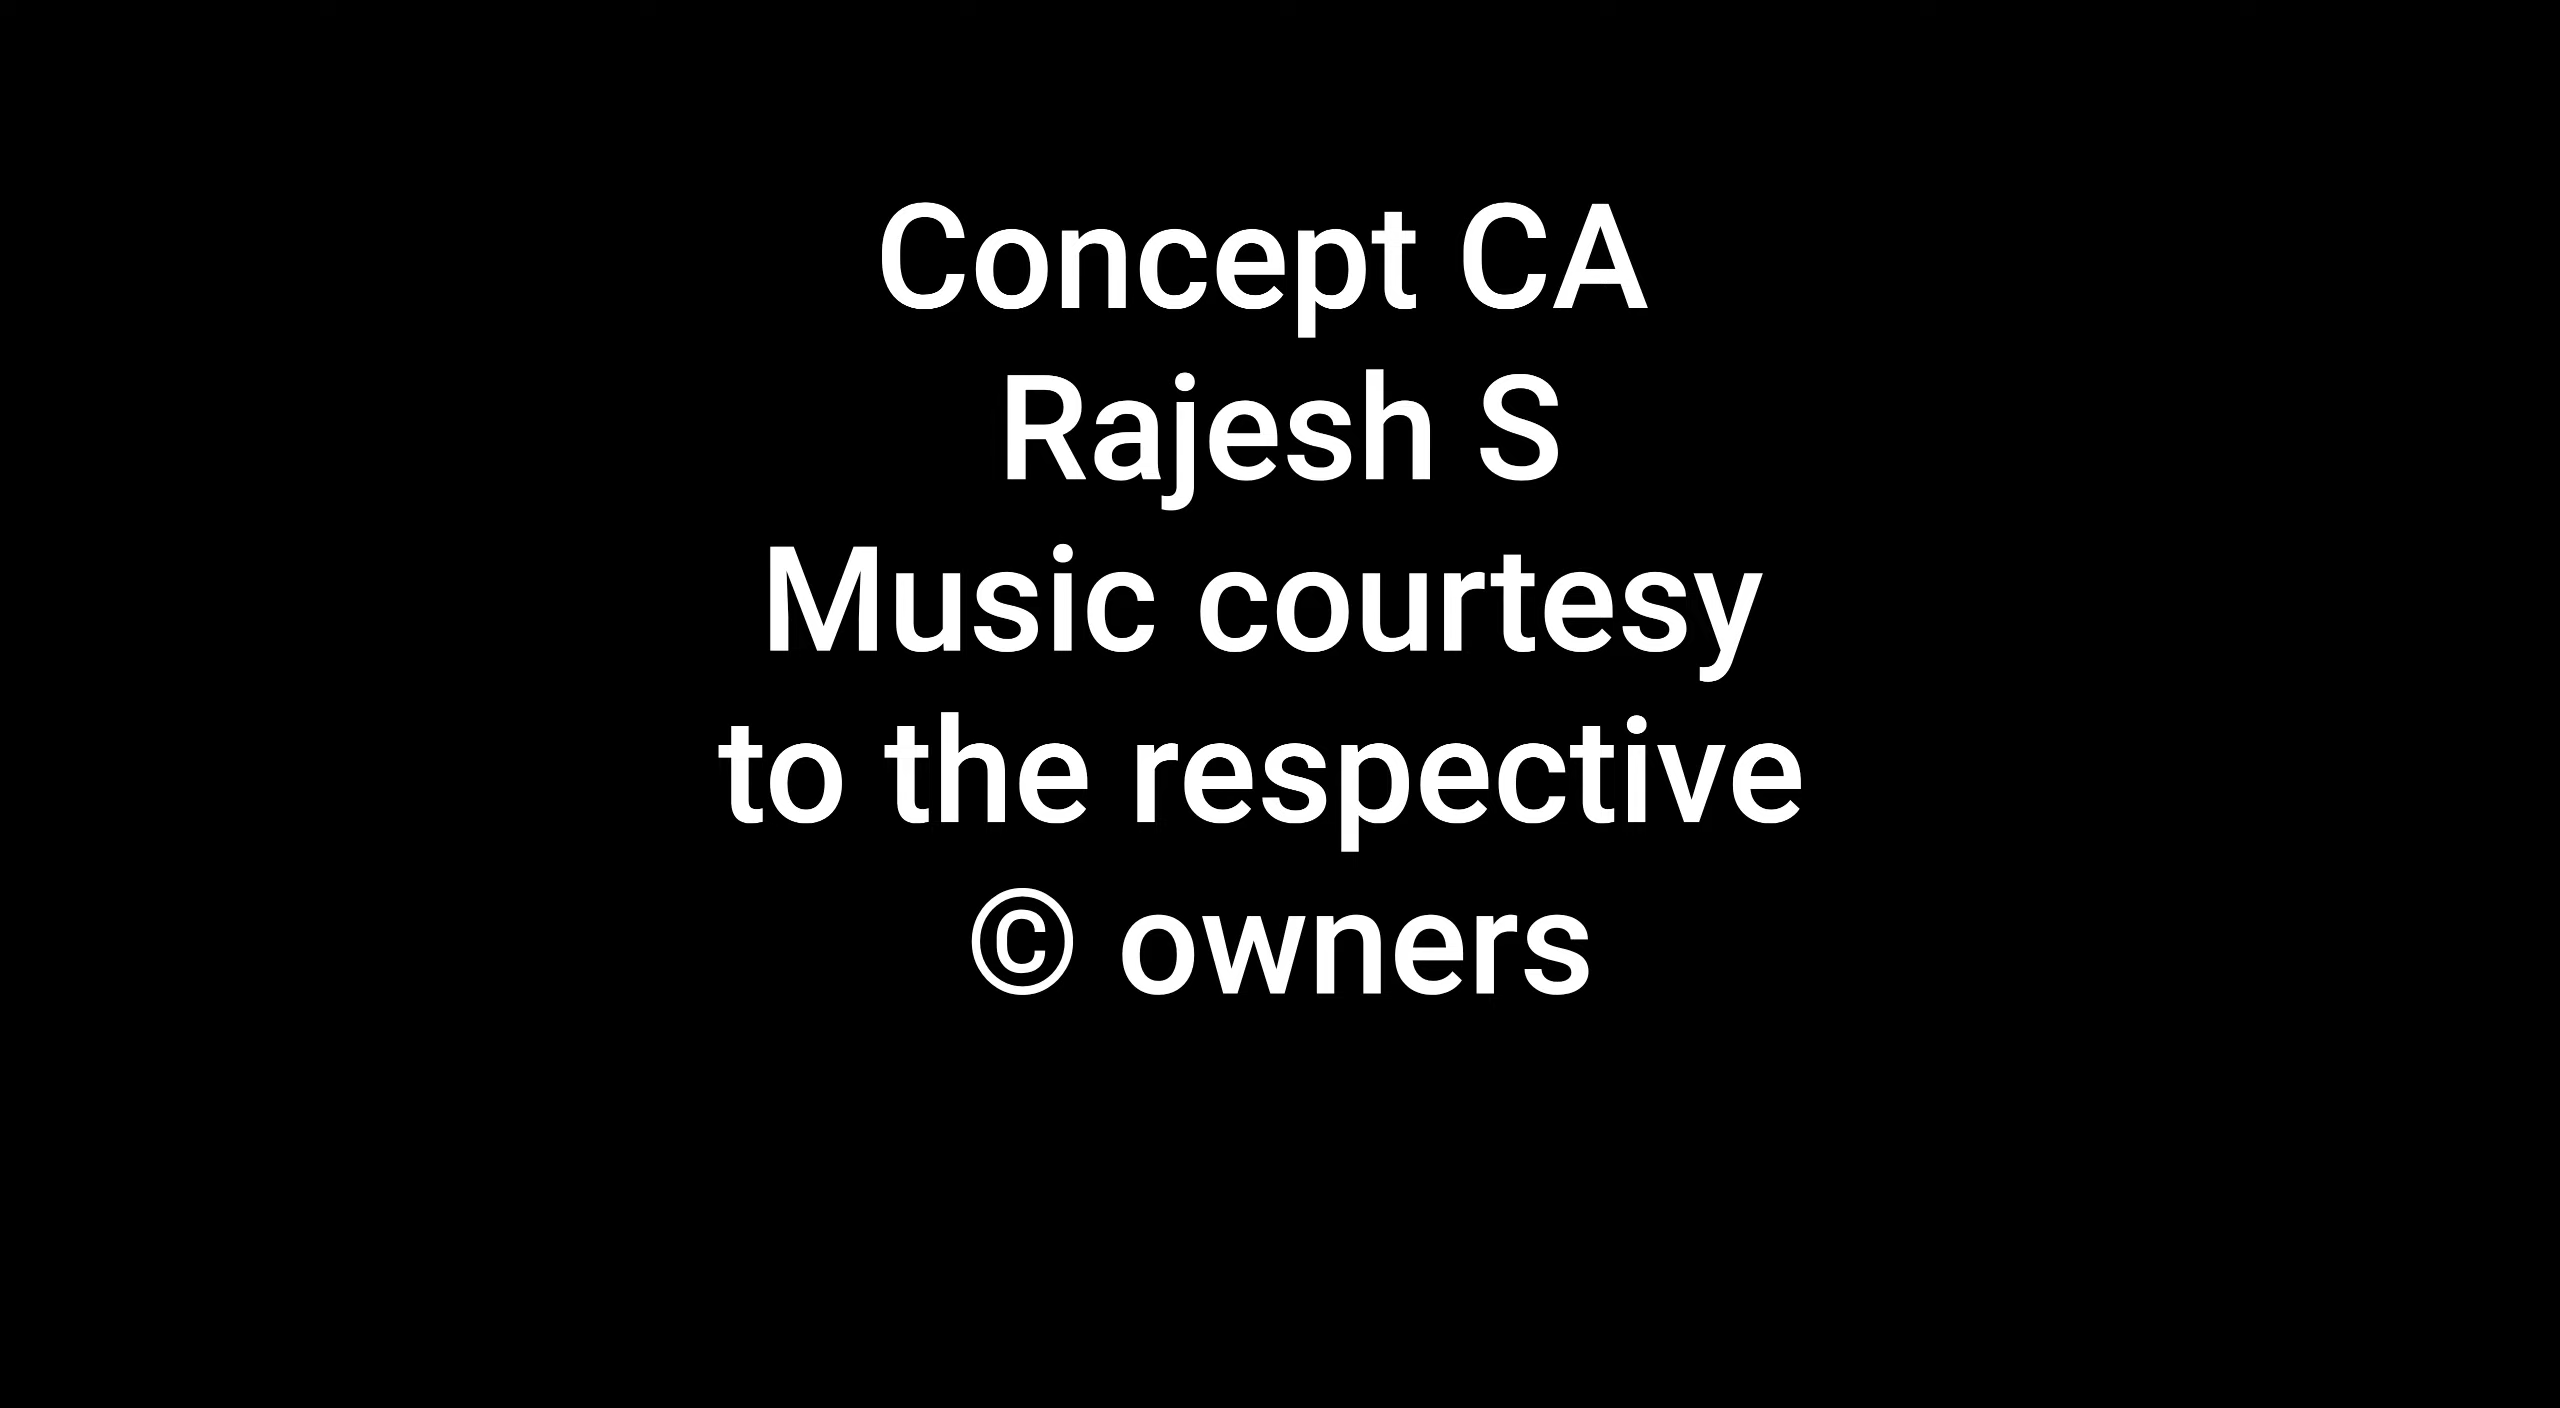 Concept CA
Rajesh S
Music courtesy
to the respective
© owners